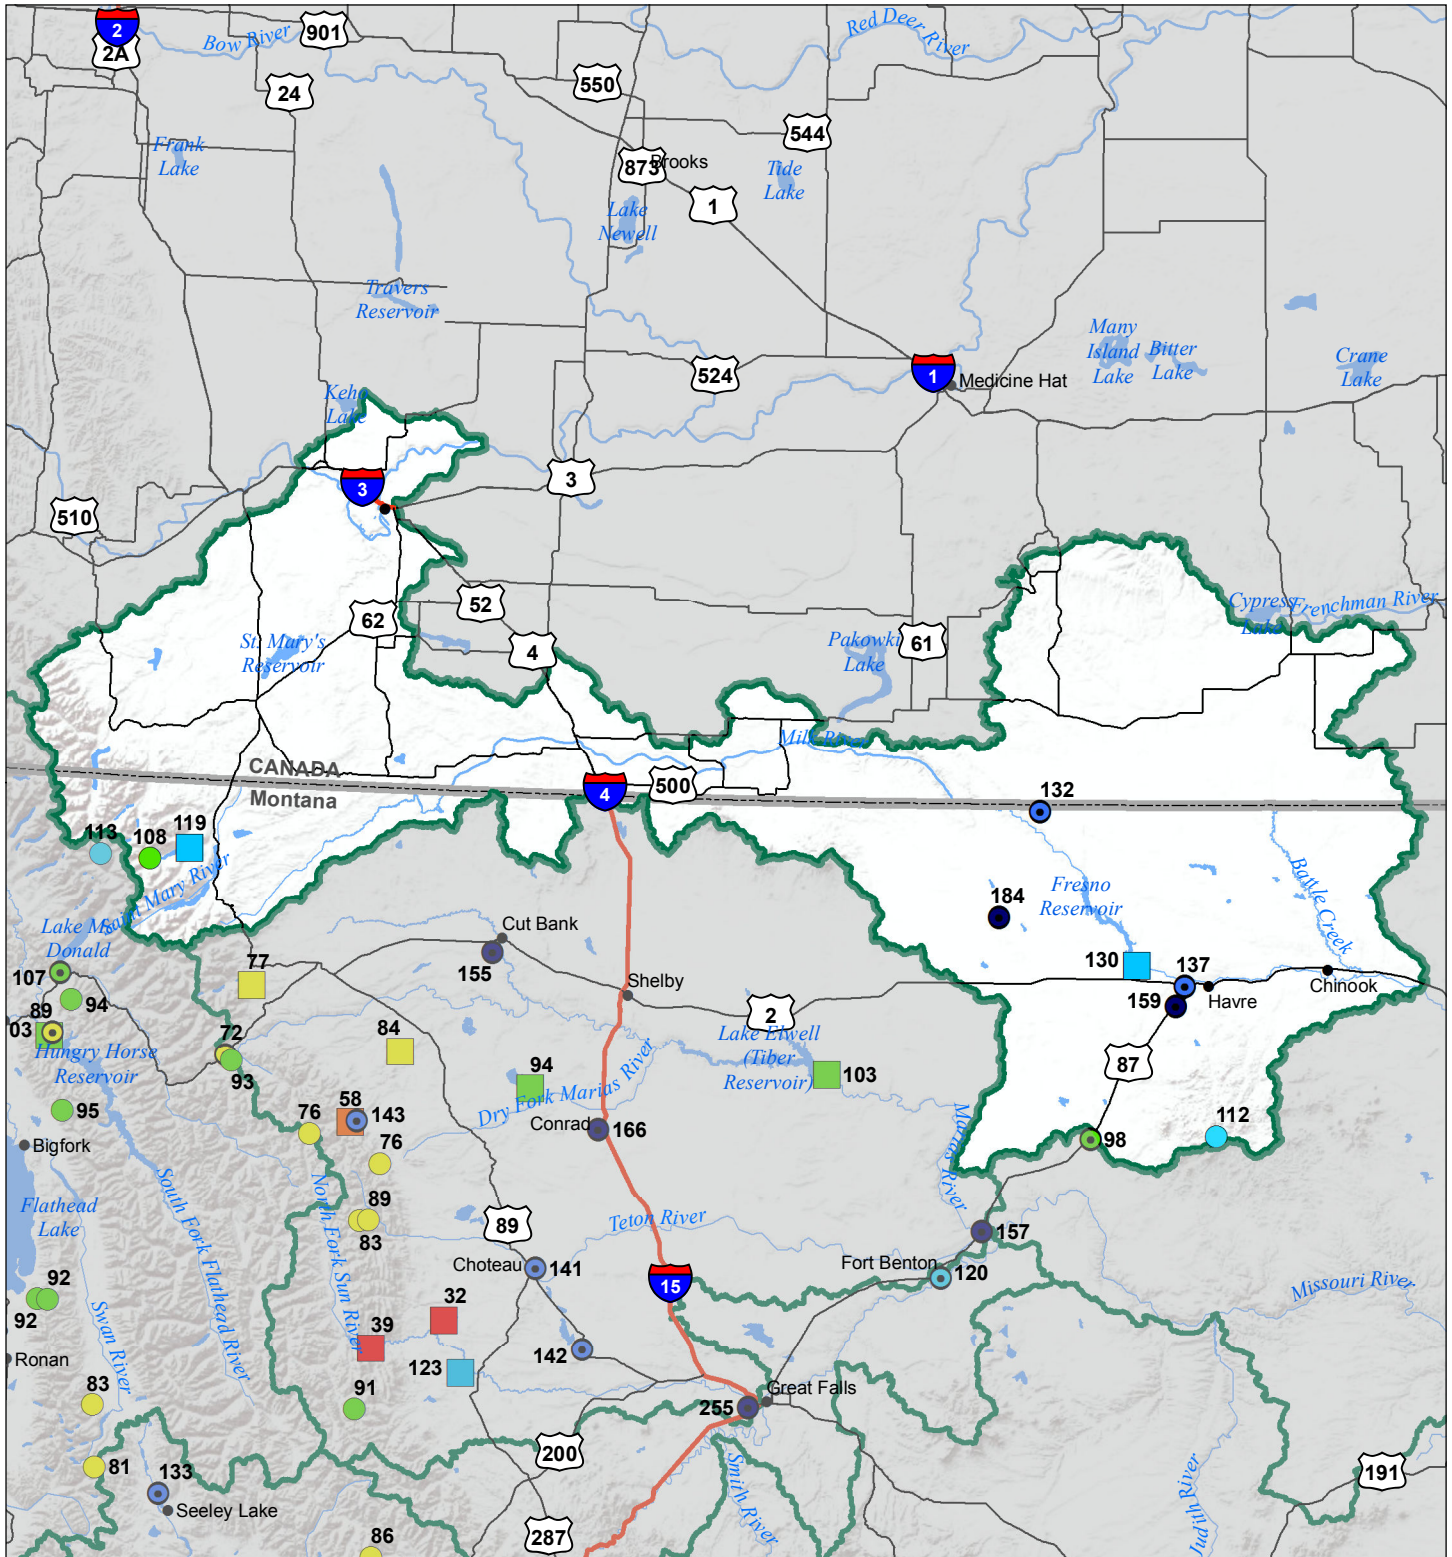 2
2A
Bow River
901
24
550
Red Deer
River
544
Frank
Lake
873
Brooks
Tide
Lake
1
Lake
Newell
Travers
Reservoir
524
1
Medicine Hat
Many
Island
Lake
Bitter
Lake
Crane
Lake
Keho
Lake
3
3
510
62
52
4
St. Mary's
Reservoir
Pakowki
Lake
61
Cypress
Lake
Frenchman River
Milk River
CANADA
Montana
4
500
132
113
108
119
Saint Mary River
Lake Mc
Donald
184
Fresno
Reservoir
Battle Creek
Cut Bank
155
107
94
77
130
137
159
Havre
Chinook
Shelby
2
89
03
Hungry Horse
Reservoir
72
93
84
94
Lake Elwell
(Tiber
Reservoir)
103
87
Dry Fork Marias River
Conrad
166
95
58
143
76
76
98
112
Bigfork
Marias River
Flathead
Lake
South Fork Flathead River
North Fork Sun River
89
83
89
Teton River
157
Choteau
141
Fort Benton
120
15
Missouri River
92
92
Swan River
32
39
142
123
Ronan
83
91
Great Falls
255
81
133
Seeley Lake
200
Smith River
Judith River
191
86
287